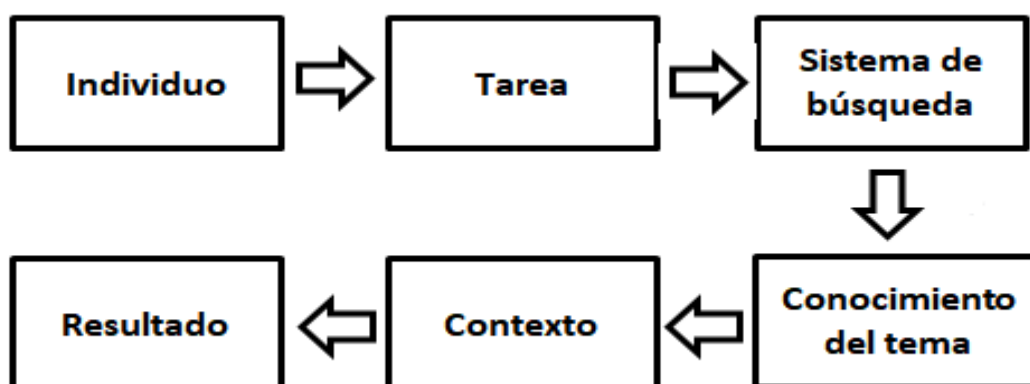 Individuo
Tarea
Sistema de
búsqueda
Conocimiento
del tema
Contexto
Resultado